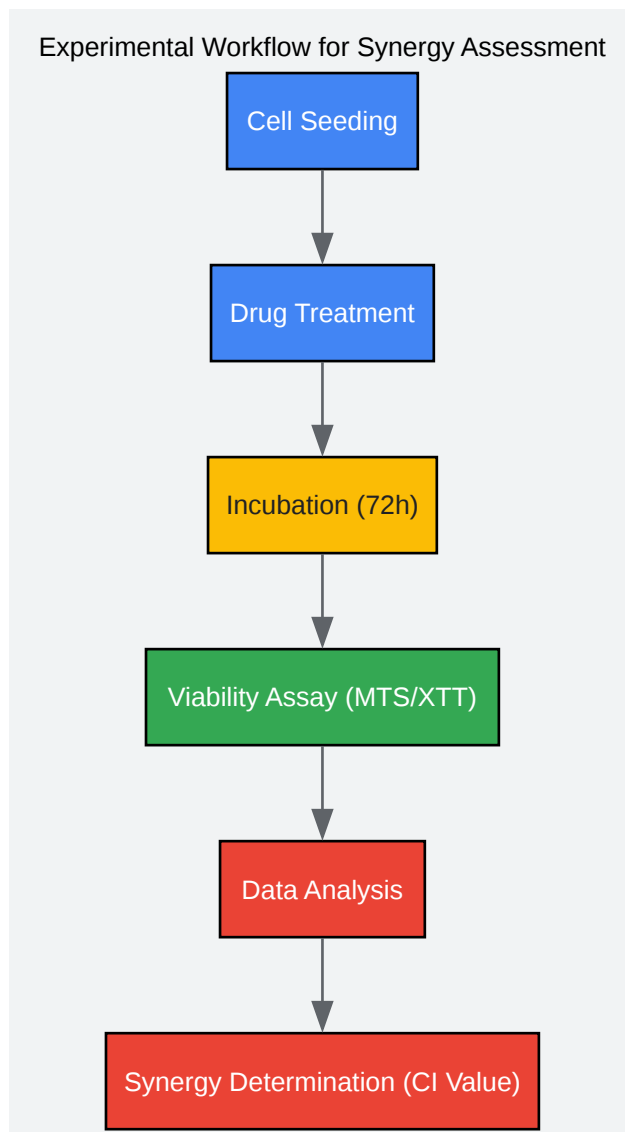 Experimental Workflow for Synergy Assessment
Cell Seeding
Drug Treatment
Incubation (72h)
Viability Assay (MTS/XTT)
Data Analysis
Synergy Determination (CI Value)